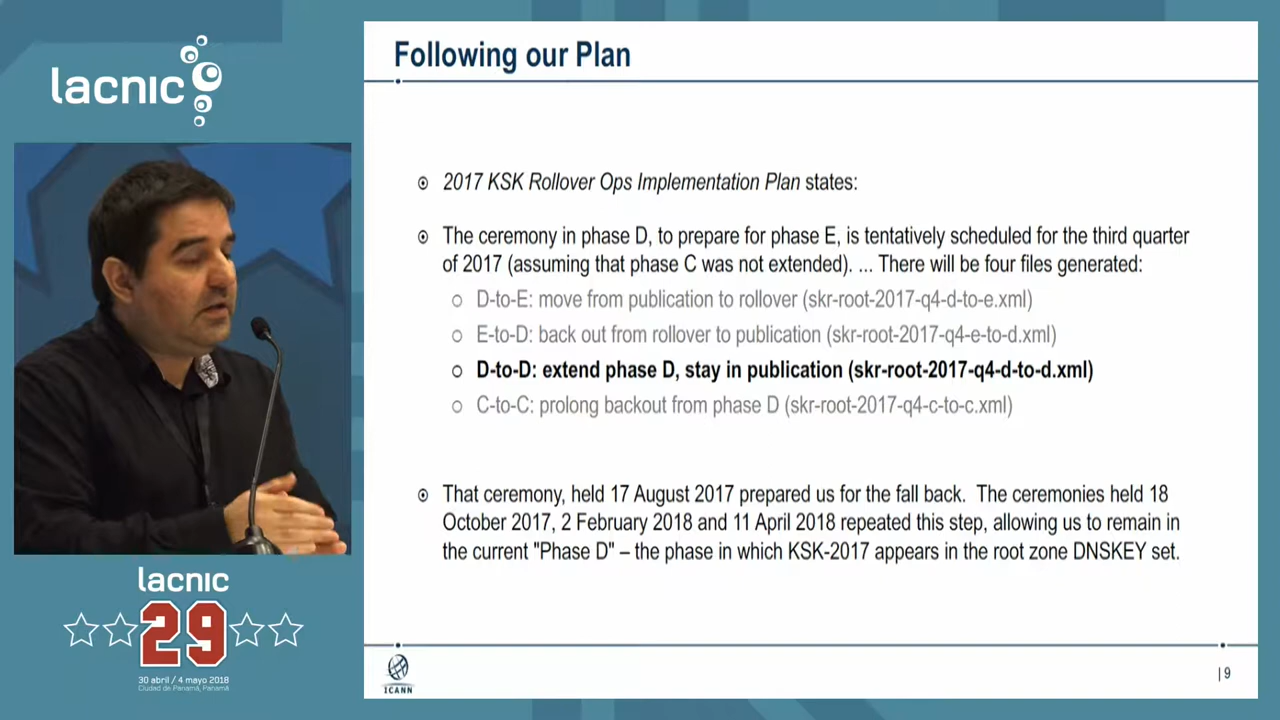 lacnic
Following our Plan
2017 KSK Rollover Ops Implementation Plan states:
The ceremony in phase D, to prepare for phase E, is tentatively scheduled for the third quarter
of 2017 (assuming that phase C was not extended). ... There will be four files generated:
D-to-E: move from publication to rollover (skr-root-2017-q4-d-to-e.xml)
E-to-D: back out from rollover to publication (skr-root-2017-q4-e-to-d.xml)
D-to-D: extend phase D, stay in publication (skr-root-2017-q4-d-to-d.xml)
C-to-C: prolong backout from phase D (skr-root-2017-q4-c-to-c.xml)
That ceremony, held 17 August 2017 prepared us for the fall back. The ceremonies held 18
October 2017, 2 February 2018 and 11 April 2018 repeated this step, allowing us to remain in
the current "Phase D" – the phase in which KSK-2017 appears in the root zone DNSKEY set.
lacnic
29
30 abril / 4 mayo 2018
Ciudad de Panamá, Panamá
ICANN
| 9